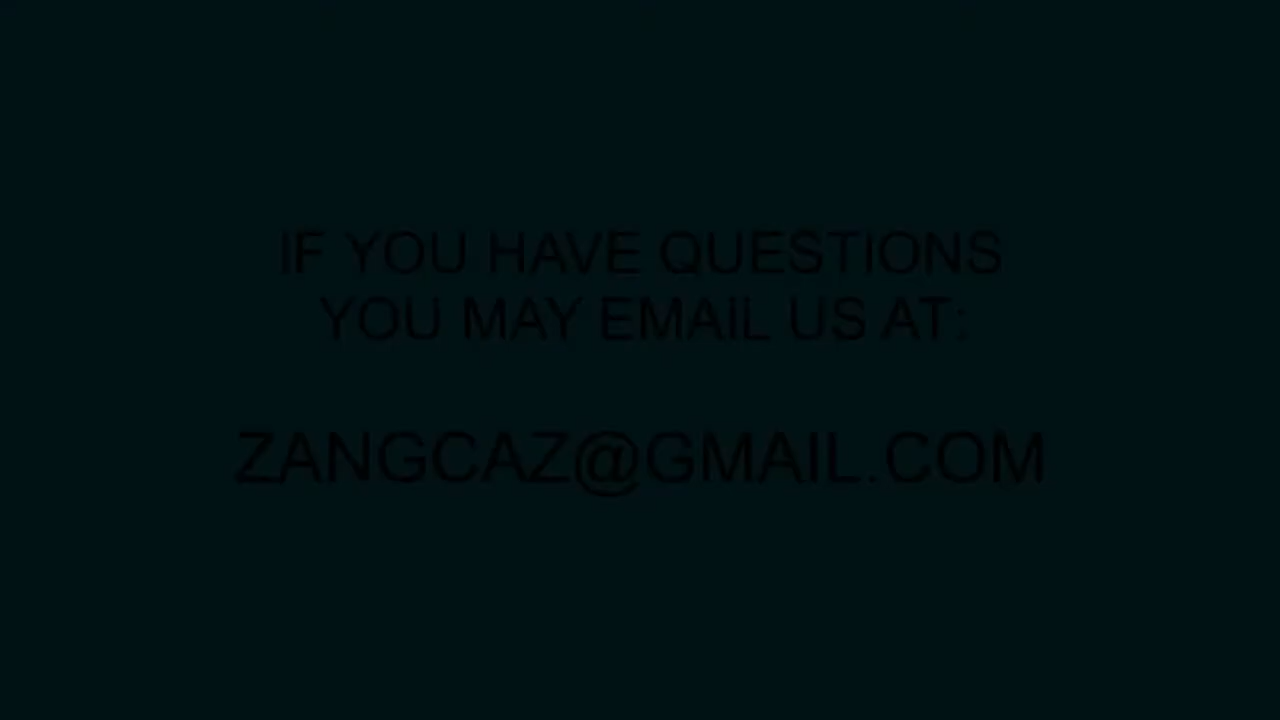 IF YOU HAVE QUESTIONS
YOU MAY EMAIL US AT:
ZANGCAZ@GMAIL.COM